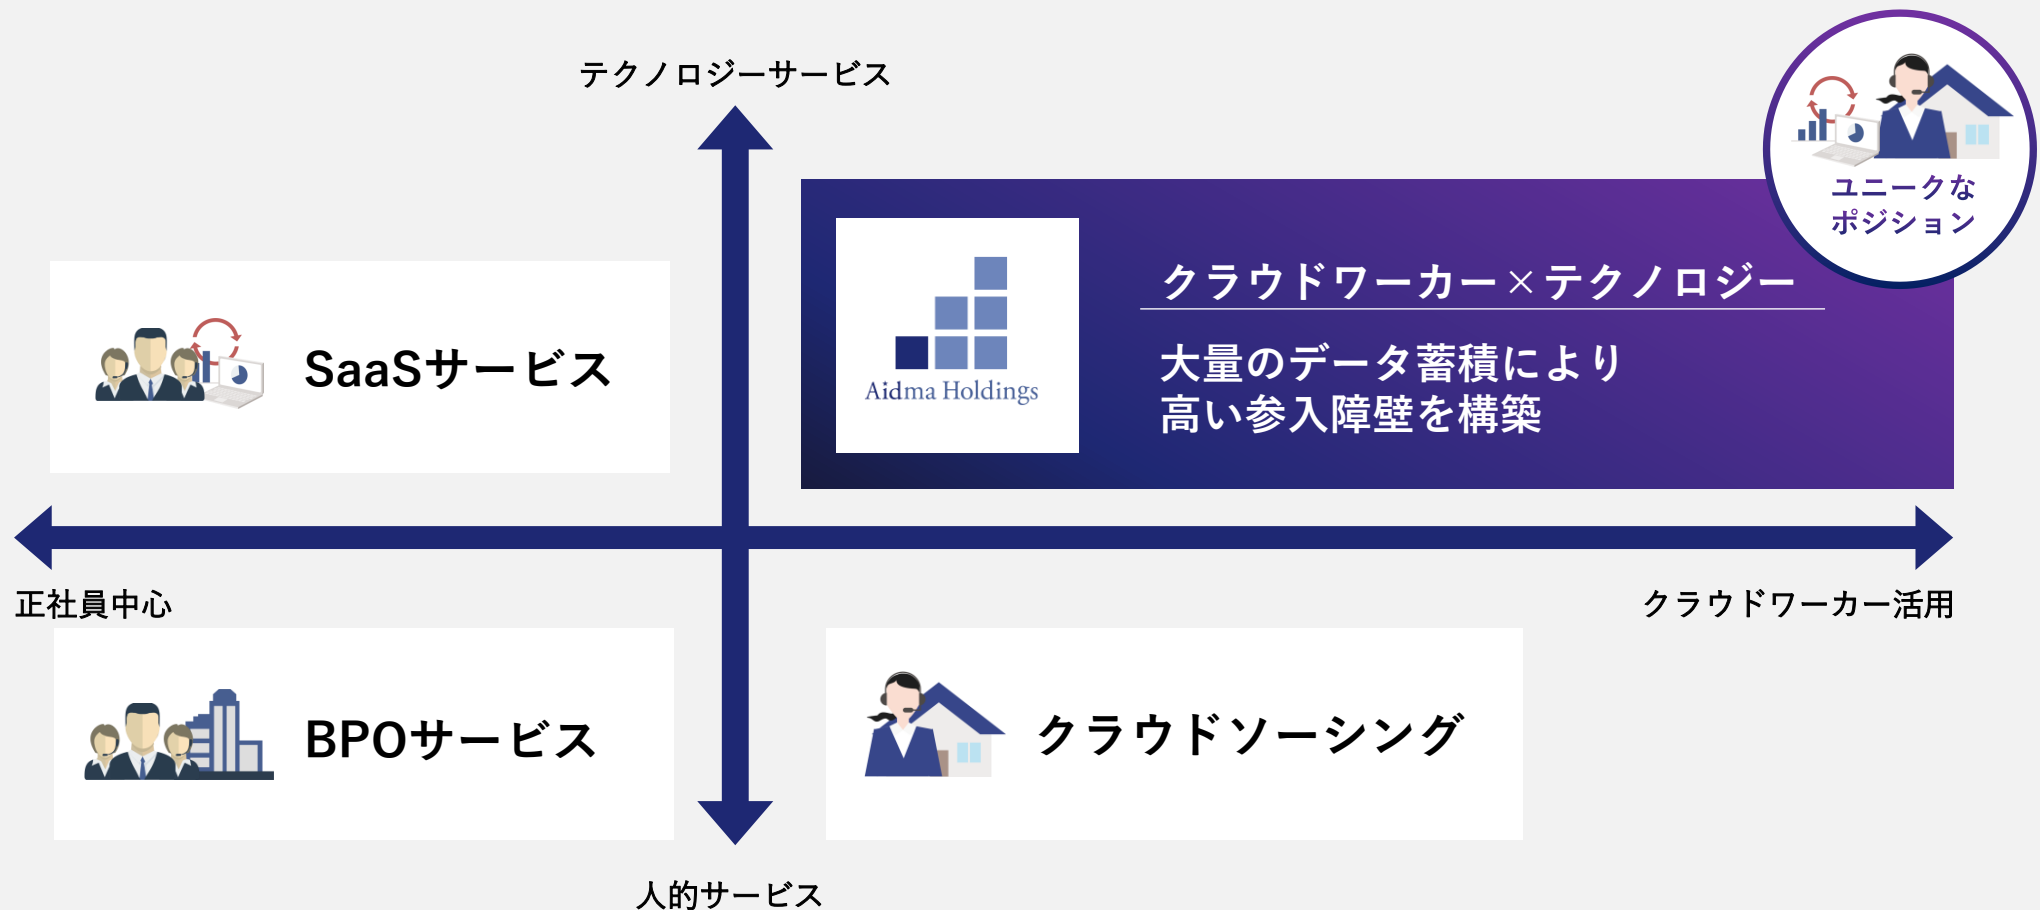 テクノロジーサービス
ユニークな
ポジション
SaaSサービス
Aidma Holdings
クラウドワーカー×テクノロジー
大量のデータ蓄積により
高い参入障壁を構築
正社員中心
クラウドワーカー活用
BPOサービス
クラウドソーシング
人的サービス